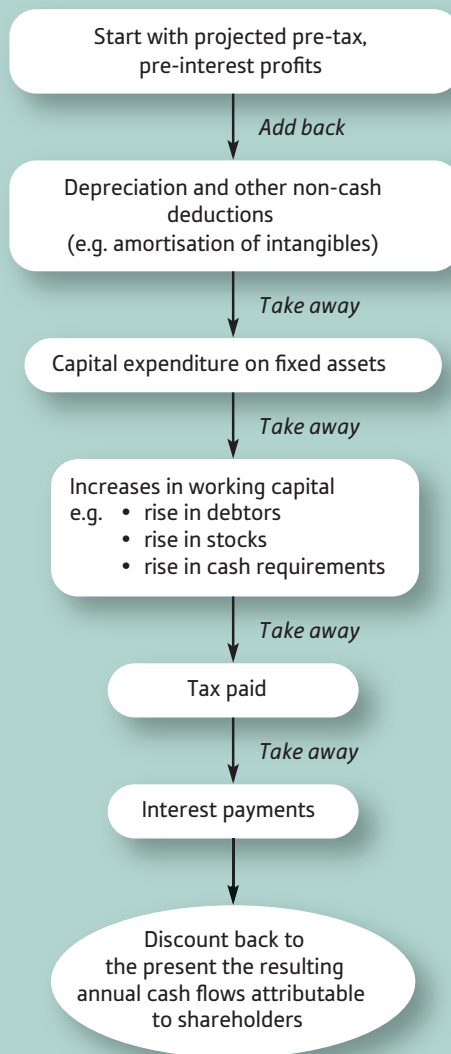 Start with projected pre-tax,
pre-interest profits
Add back
Depreciation and other non-cash
deductions
(e.g. amortisation of intangibles)
Take away
Capital expenditure on fixed assets
Take away
Increases in working capital
e.g. • rise in debtors
• rise in stocks
• rise in cash requirements
Take away
Tax paid
Take away
Interest payments
Discount back to
the present the resulting
annual cash flows attributable
to shareholders